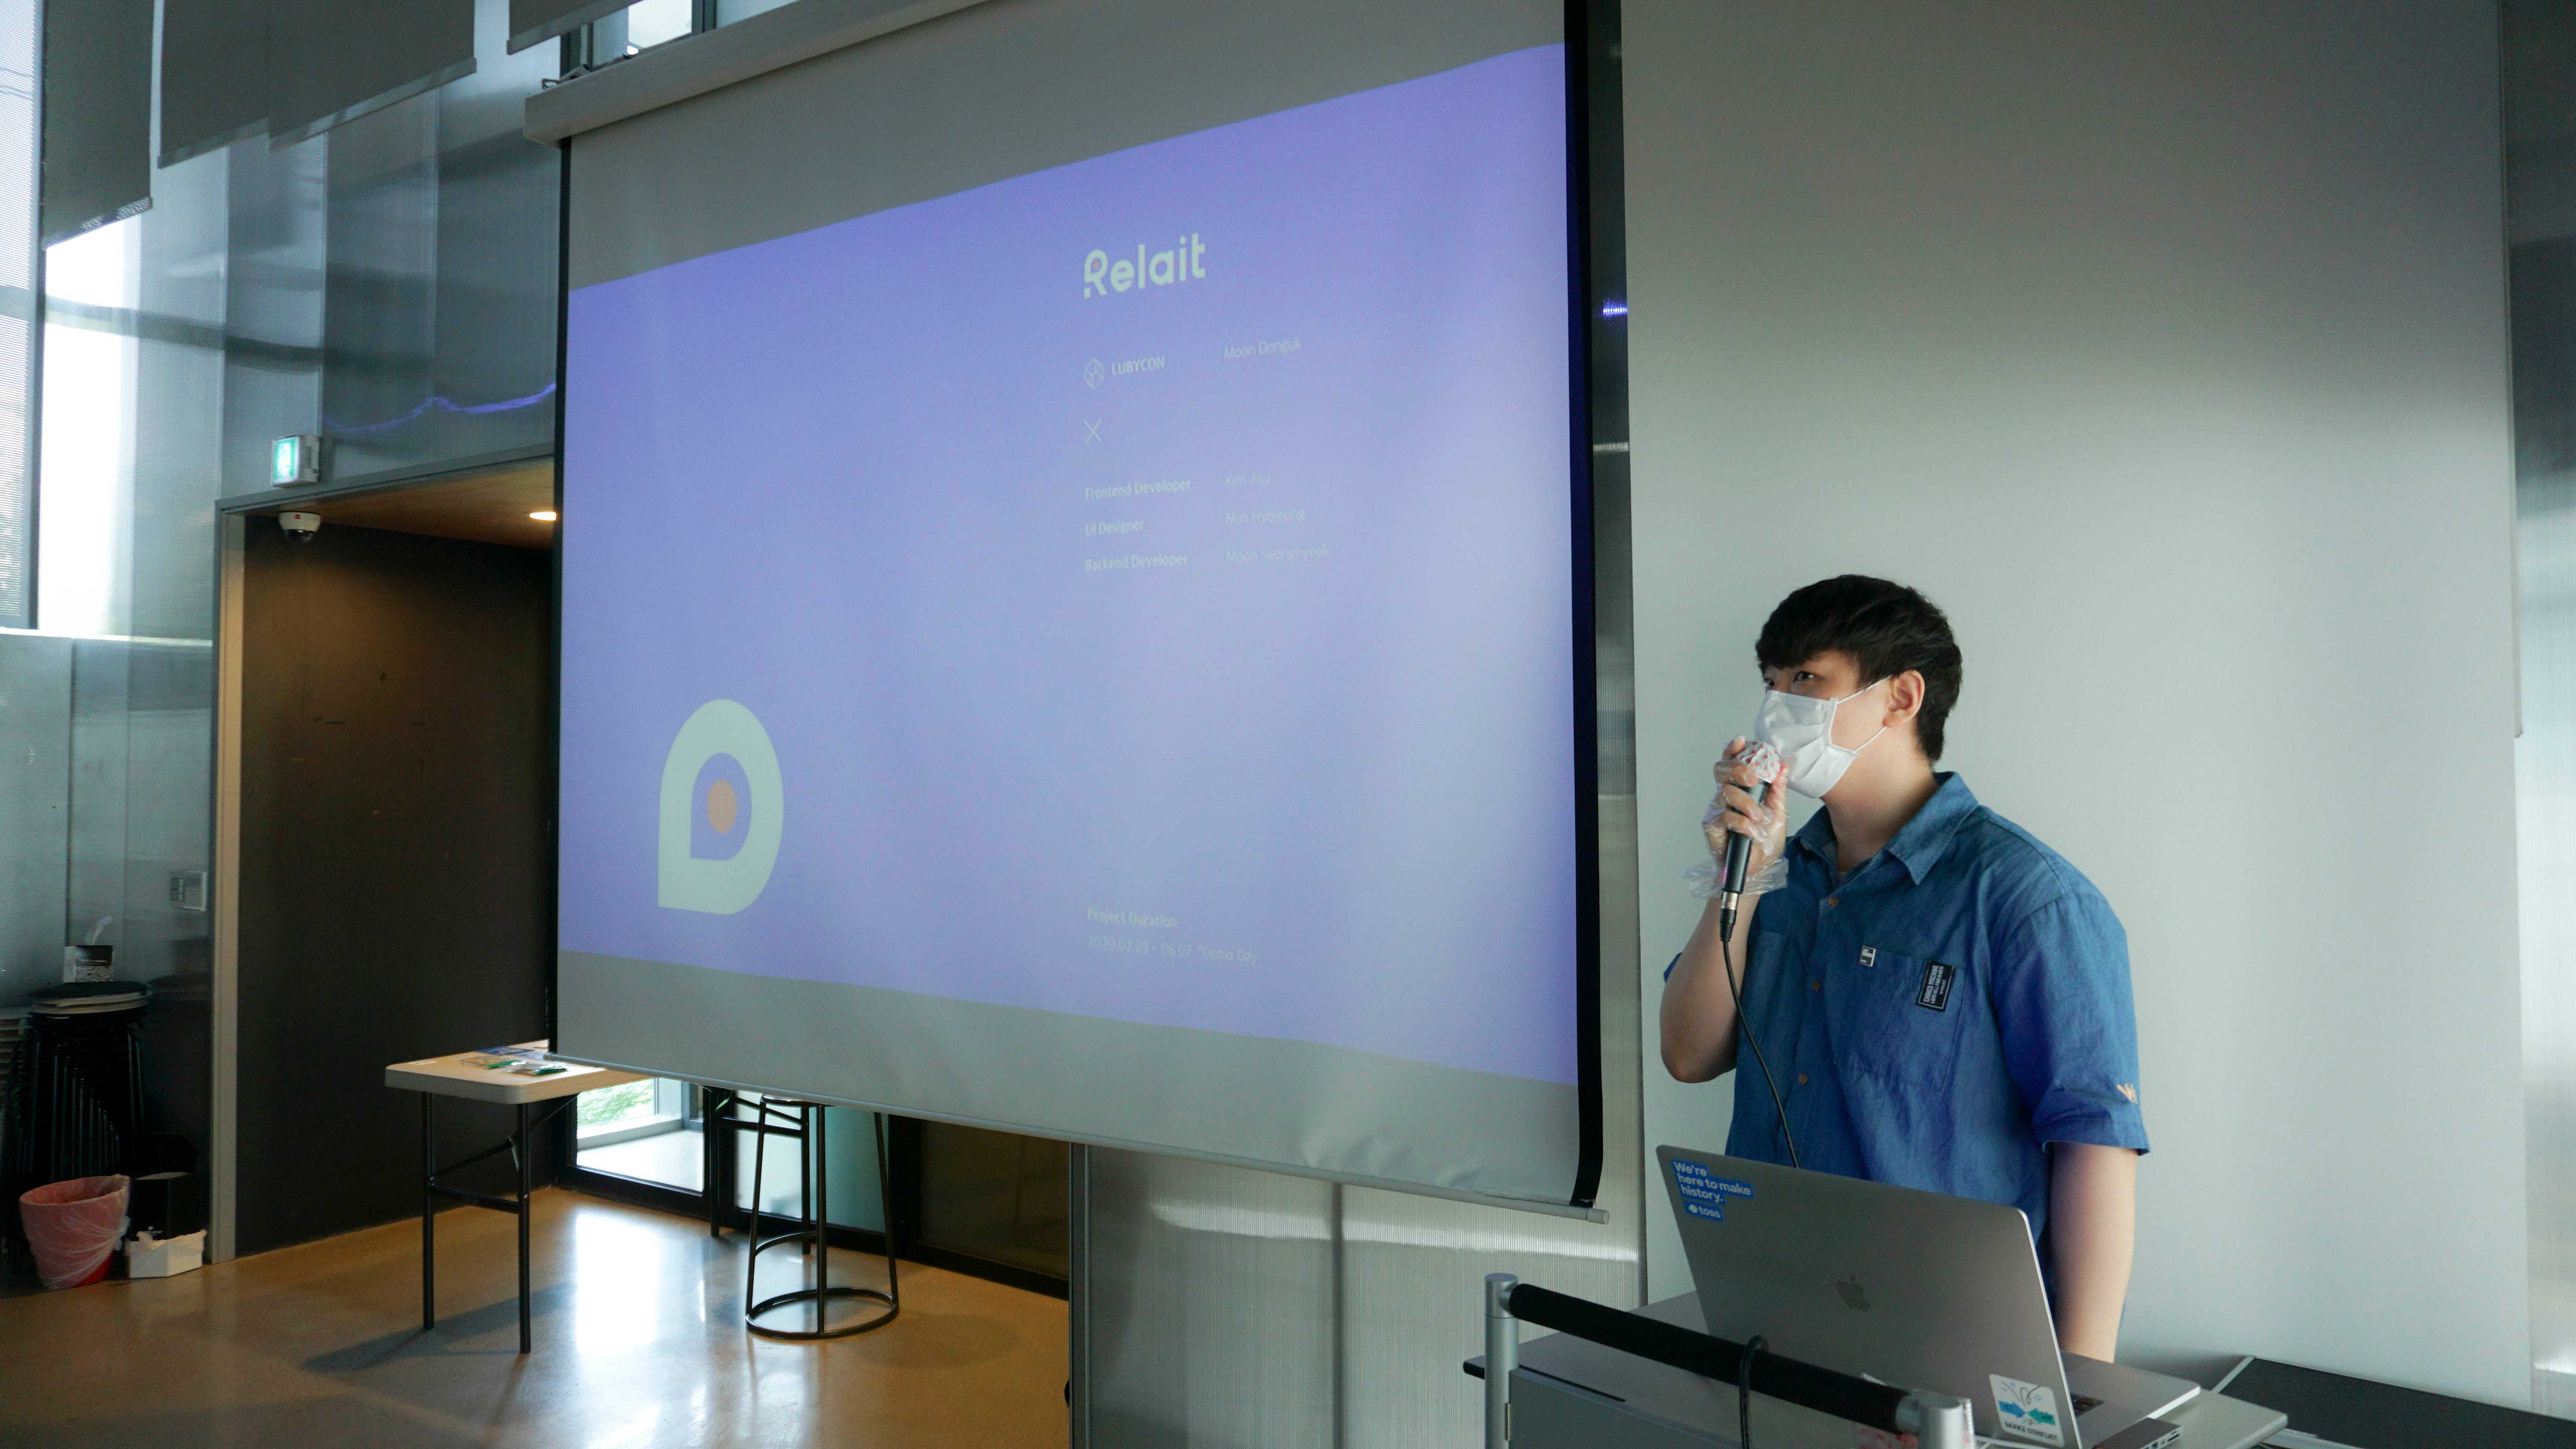 Relait
LUBYCON Moon Donguk
X
Frontend Developer Kim Jisu
UI Designer Noh Hyojeong
Backend Developer Moon Seonghyeok
Project Duration
2020.02.29 - 06.07 *Demo Day
We're
here to make
history.
toss